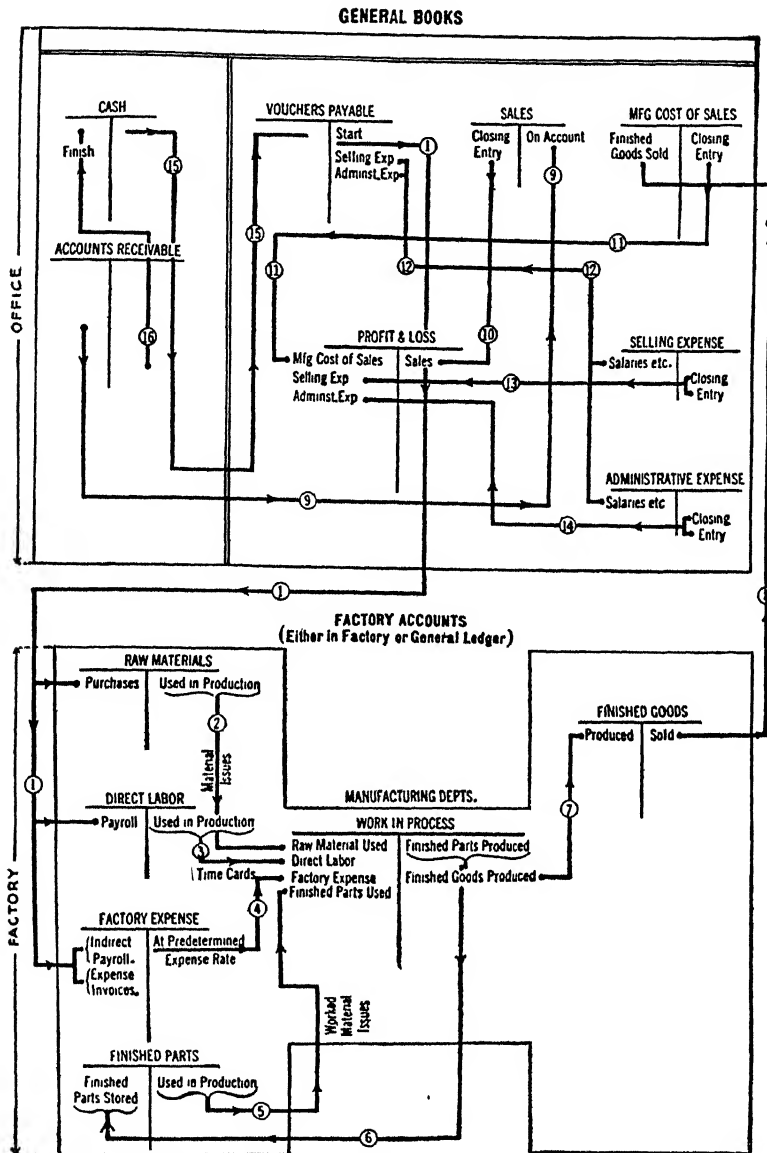 GENERAL BOOKS
OFFICE
CASH
Finish
⑮
ACCOUNTS RECEIVABLE
⑯
⑨
VOUCHERS PAYABLE
Start
①
Selling Exp
Adminst. Exp
⑮
⑪
⑫
SALES
Closing
Entry
On Account
⑨
⑩
MFG COST OF SALES
Finished
Goods Sold
Closing
Entry
⑪
⑫
PROFIT & LOSS
Mfg Cost of Sales
Selling Exp
Adminst. Exp
Sales
⑬
⑭
SELLING EXPENSE
Salaries etc.
Closing
Entry
ADMINISTRATIVE EXPENSE
Salaries etc
Closing
Entry
①
FACTORY ACCOUNTS
(Either in Factory or General Ledger)
FACTORY
①
RAW MATERIALS
Purchases
Used in Production
②
Material
Issues
DIRECT LABOR
Payroll
Used in Production
③
Time Cards
FACTORY EXPENSE
Indirect
Payroll.
Expense
Invoices.
At Predetermined
Expense Rate
④
FINISHED PARTS
Finished
Parts Stored
Used in Production
⑤
⑥
Worked
Material
Issues
MANUFACTURING DEPTS.
WORK IN PROCESS
Raw Material Used
Direct Labor
Factory Expense
Finished Parts Used
Finished Parts Produced
Finished Goods Produced
⑦
FINISHED GOODS
Produced
Sold